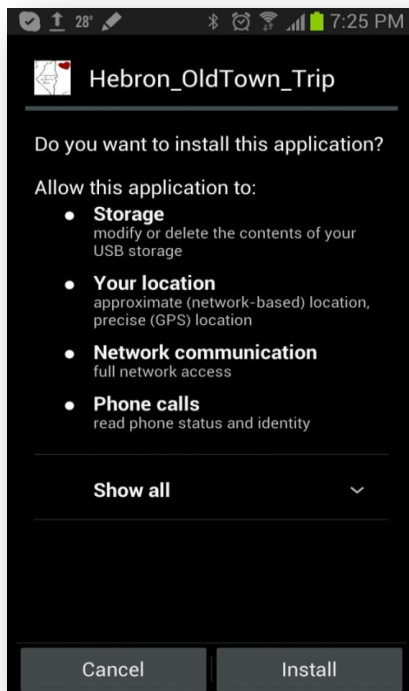 28° 7:25 PM
Hebron_OldTown_Trip
Do you want to install this application?
Allow this application to:
● Storage
modify or delete the contents of your
USB storage
● Your location
approximate (network-based) location,
precise (GPS) location
● Network communication
full network access
● Phone calls
read phone status and identity
Show all
Cancel Install